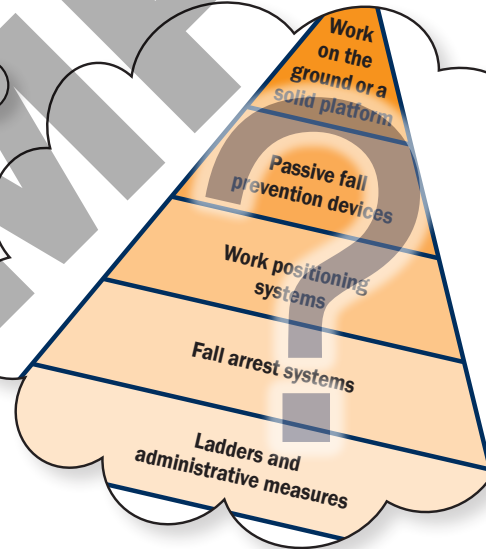 Work
on the
ground or a
solid platform
Passive fall
prevention devices
Work positioning
systems
Fall arrest systems
Ladders and
administrative measures
?